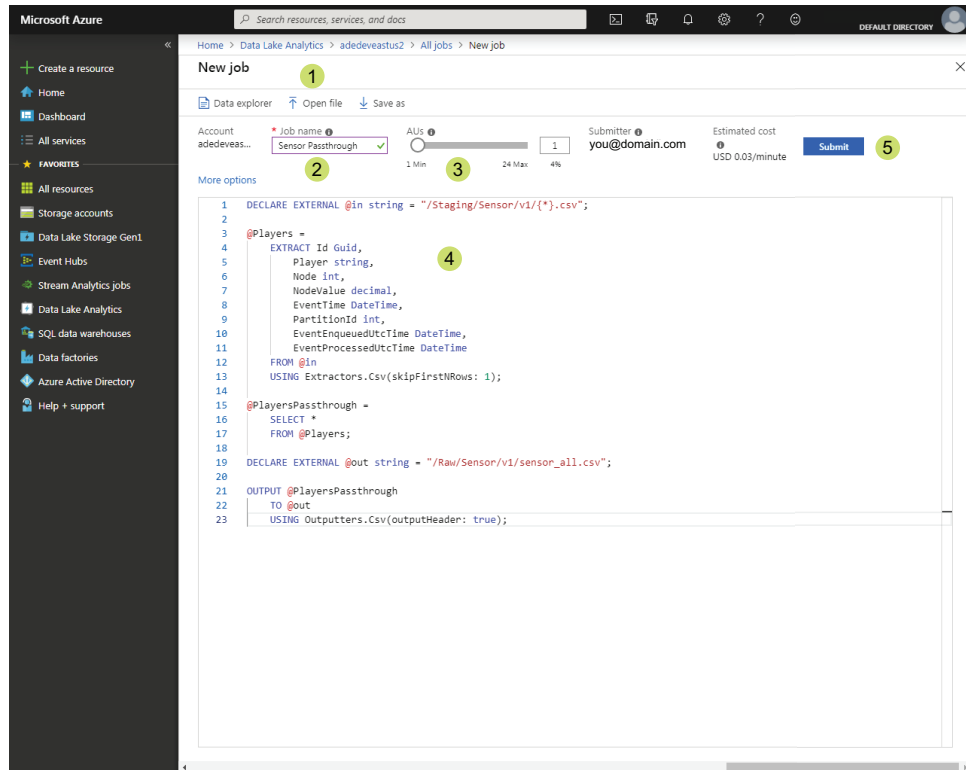 Microsoft Azure
Search resources, services, and docs
DEFAULT DIRECTORY
Create a resource
Home
Dashboard
All services
FAVORITES
All resources
Storage accounts
Data Lake Storage Gen1
Event Hubs
Stream Analytics jobs
Data Lake Analytics
SQL data warehouses
Data factories
Azure Active Directory
Help + support
Home > Data Lake Analytics > adedeveastus2 > All jobs > New job
New job
1
Data explorer Open file Save as
Account * Job name AUs Submitter Estimated cost
adedeveas... Sensor Passthrough 1 you@domain.com USD 0.03/minute Submit 5
1 Min 24 Max 4%
2 3
More options
1 DECLARE EXTERNAL @in string = "/Staging/Sensor/v1/{*}.csv";
2
3 @Players =
4 EXTRACT Id Guid,
4
5 Player string,
6 Node int,
7 NodeValue decimal,
8 EventTime DateTime,
9 PartitionId int,
10 EventEnqueuedUtcTime DateTime,
11 EventProcessedUtcTime DateTime
12 FROM @in
13 USING Extractors.Csv(skipFirstNRows: 1);
14
15 @PlayersPassthrough =
16 SELECT *
17 FROM @Players;
18
19 DECLARE EXTERNAL @out string = "/Raw/Sensor/v1/sensor_all.csv";
20
21 OUTPUT @PlayersPassthrough
22 TO @out
23 USING Outputters.Csv(outputHeader: true);